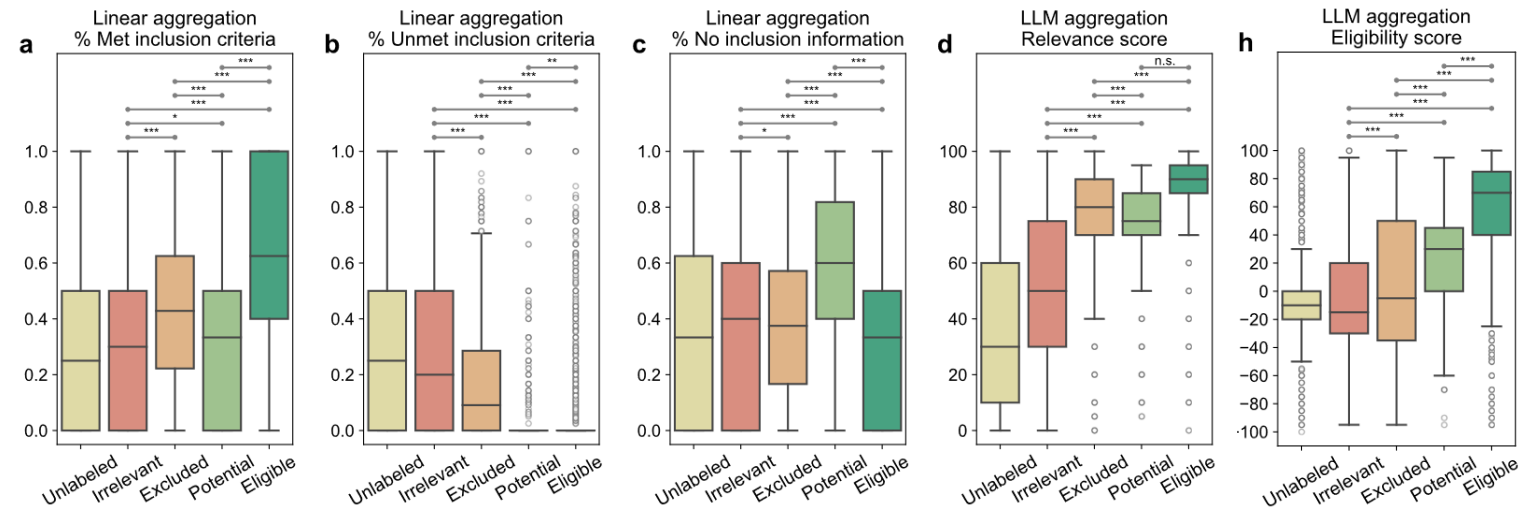 a
Linear aggregation
% Met inclusion criteria
***
***
***
***
*
***
1.0
0.8
0.6
0.4
0.2
0.0
Unlabeled
Irrelevant
Excluded
Potential
Eligible
b
Linear aggregation
% Unmet inclusion criteria
**
***
***
***
***
***
1.0
0.8
0.6
0.4
0.2
0.0
Unlabeled
Irrelevant
Excluded
Potential
Eligible
c
Linear aggregation
% No inclusion information
***
***
***
***
***
*
1.0
0.8
0.6
0.4
0.2
0.0
Unlabeled
Irrelevant
Excluded
Potential
Eligible
d
LLM aggregation
Relevance score
n.s.
***
***
***
***
***
100
80
60
40
20
0
Unlabeled
Irrelevant
Excluded
Potential
Eligible
h
LLM aggregation
Eligibility score
***
***
***
***
***
***
100
80
60
40
20
0
−20
−40
−60
−80
·100
Unlabeled
Irrelevant
Excluded
Potential
Eligible